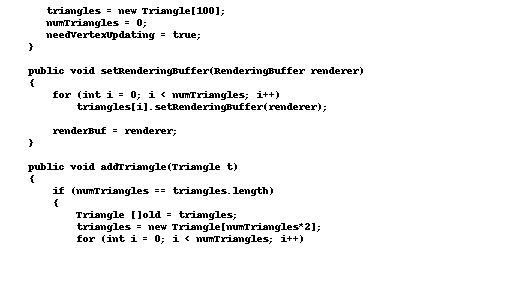 triangles = new Triangle[100];
numTriangles = 0;
needVertexUpdating = true;
}
public void setRenderingBuffer(RenderingBuffer renderer)
{
for (int i = 0; i < numTriangles; i++)
triangles[i].setRenderingBuffer(renderer);
renderBuf = renderer;
}
public void addTriangle(Triangle t)
{
if (numTriangles == triangles.length)
{
Triangle []old = triangles;
triangles = new Triangle[numTriangles*2];
for (int i = 0; i < numTriangles; i++)